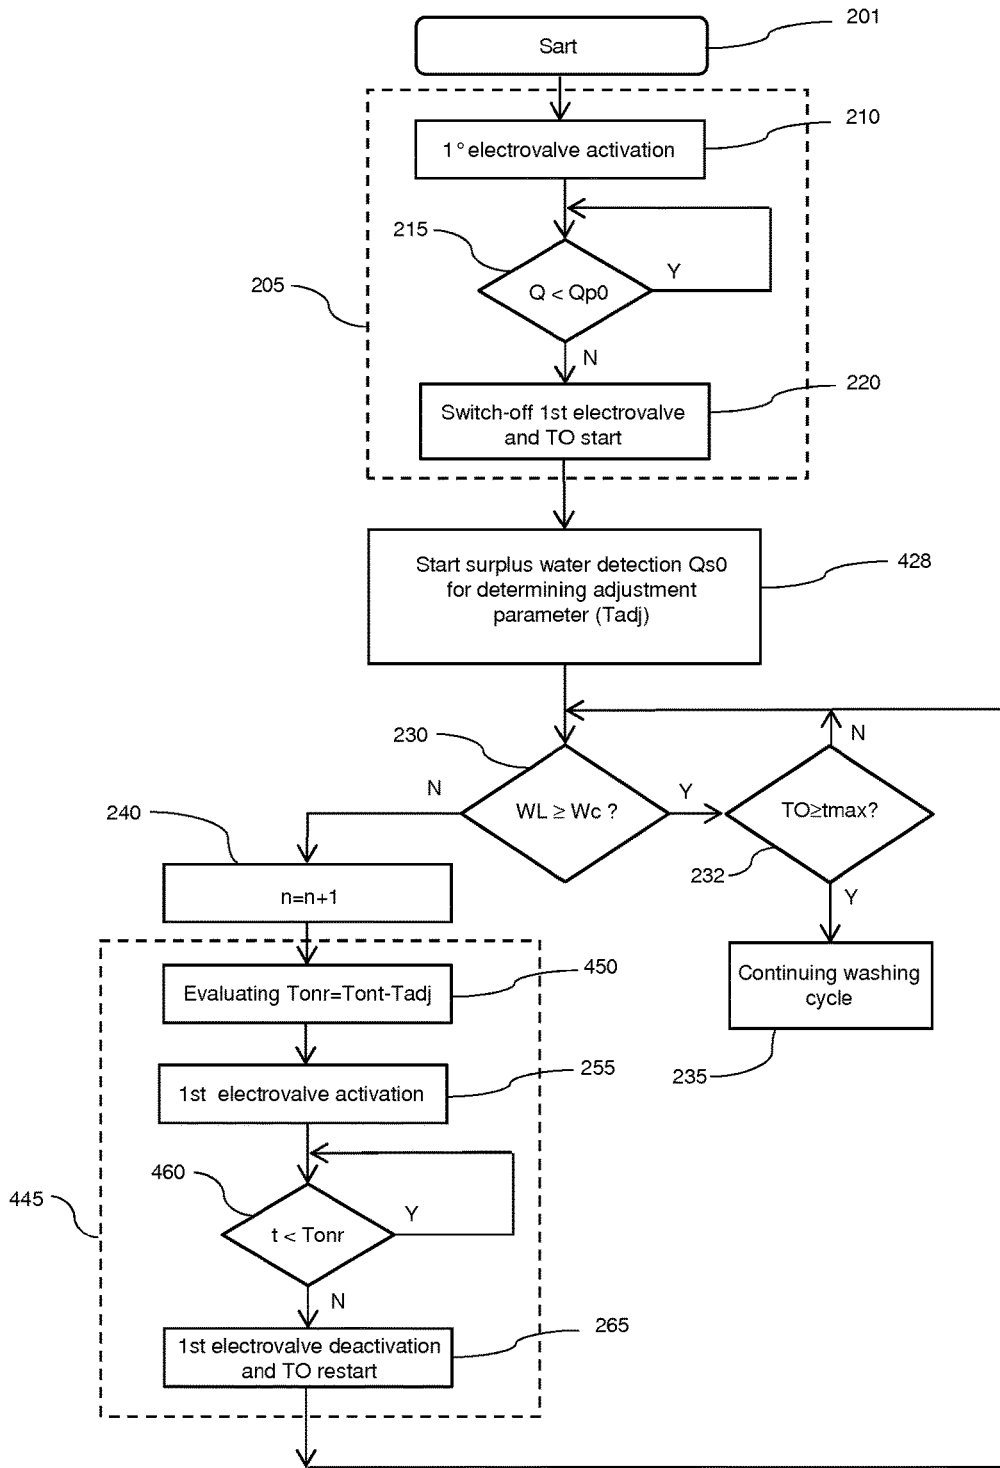 Sart
201
1° electrovalve activation
210
215
Q < Qp0
Y
205
N
Switch-off 1st electrovalve
and TO start
220
Start surplus water detection Qs0
for determining adjustment
parameter (Tadj)
428
230
WL ≥ Wc ?
N
Y
TO≥tmax?
N
232
Y
240
n=n+1
Continuing washing
cycle
235
Evaluating Tonr=Tont-Tadj
450
1st electrovalve activation
255
460
t < Tonr
Y
445
N
1st electrovalve deactivation
and TO restart
265